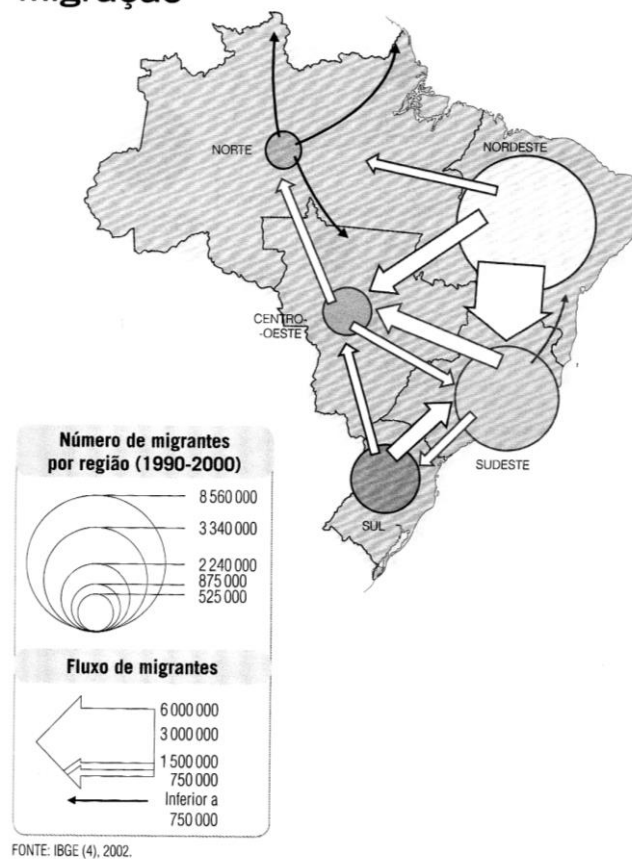 migração
NORTE
NORDESTE
CENTRO-
-OESTE
SUDESTE
SUL
Número de migrantes
por região (1990-2000)
8 560 000
3 340 000
2 240 000
875 000
525 000
Fluxo de migrantes
6 000 000
3 000 000
1 500 000
750 000
Inferior a
750 000
FONTE: IBGE (4), 2002.